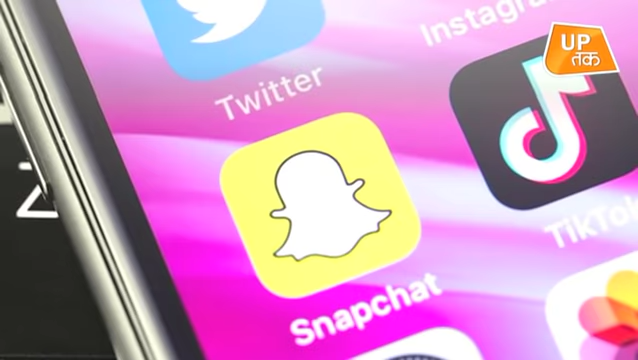 Instagra
UP
तक
Twitter
TikTok
Snapchat